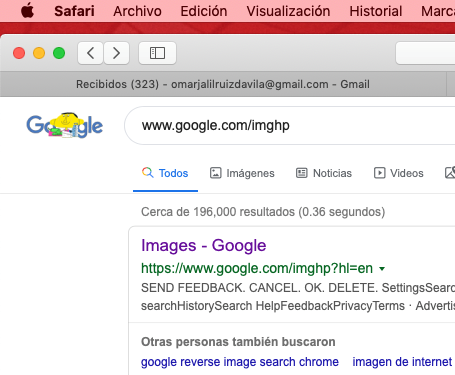 Safari Archivo Edición Visualización Historial Marca
Recibidos (323) - omarjalilruizdavila@gmail.com - Gmail
Google
www.google.com/imghp
Todos Imágenes Noticias Videos
Cerca de 196,000 resultados (0.36 segundos)
Images - Google
https://www.google.com/imghp?hl=en
SEND FEEDBACK. CANCEL. OK. DELETE. SettingsSearc
searchHistorySearch HelpFeedbackPrivacyTerms · Advertis
Otras personas también buscaron
google reverse image search chrome imagen de internet